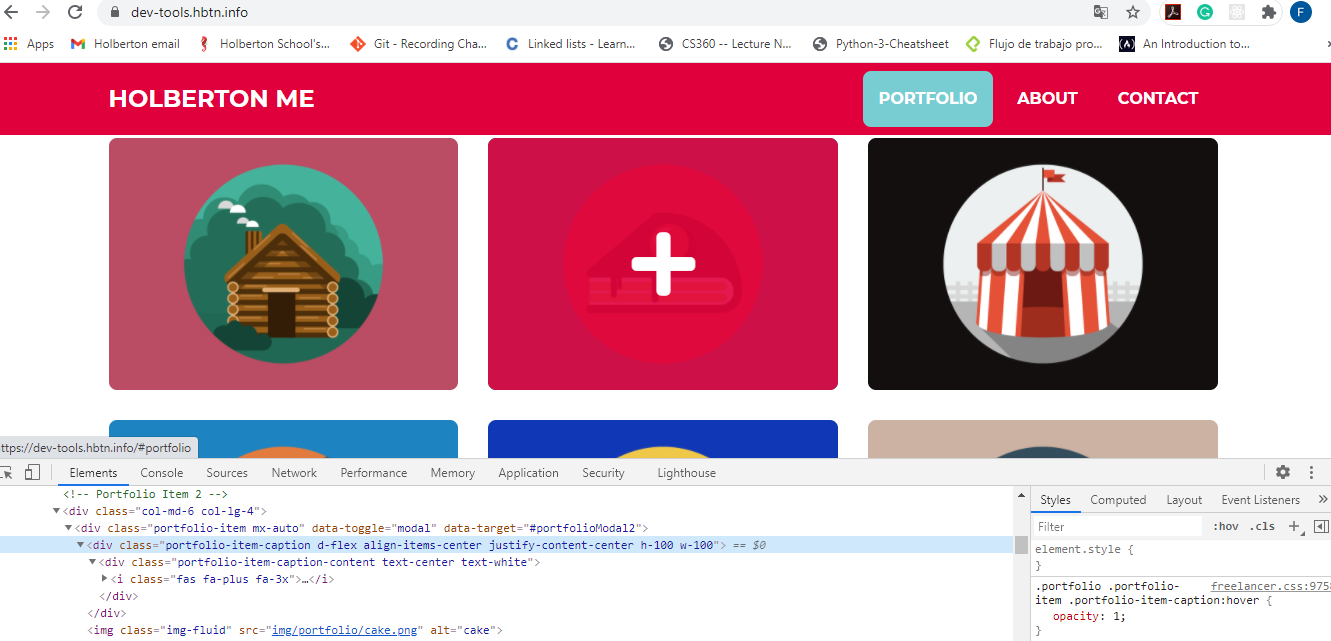 dev-tools.hbtn.info
F
Apps
Holberton email
Holberton School's...
Git - Recording Cha...
Linked lists - Learn...
CS360 -- Lecture N...
Python-3-Cheatsheet
Flujo de trabajo pro...
An Introduction to...
HOLBERTON ME
PORTFOLIO
ABOUT
CONTACT
ttps://dev-tools.hbtn.info/#portfolio
Elements
Console
Sources
Network
Performance
Memory
Application
Security
Lighthouse
<!-- Portfolio Item 2 -->
<div class="col-md-6 col-lg-4">
<div class="portfolio-item mx-auto" data-toggle="modal" data-target="#portfolioModal2">
<div class="portfolio-item-caption d-flex align-items-center justify-content-center h-100 w-100"> == $0
<div class="portfolio-item-caption-content text-center text-white">
<i class="fas fa-plus fa-3x">…</i>
</div>
</div>
<img class="img-fluid" src="img/portfolio/cake.png" alt="cake">
Styles
Computed
Layout
Event Listeners
Filter
:hov
.cls
element.style {
}
.portfolio .portfolio-
freelancer.css:975
item .portfolio-item-caption:hover {
opacity: 1;
}